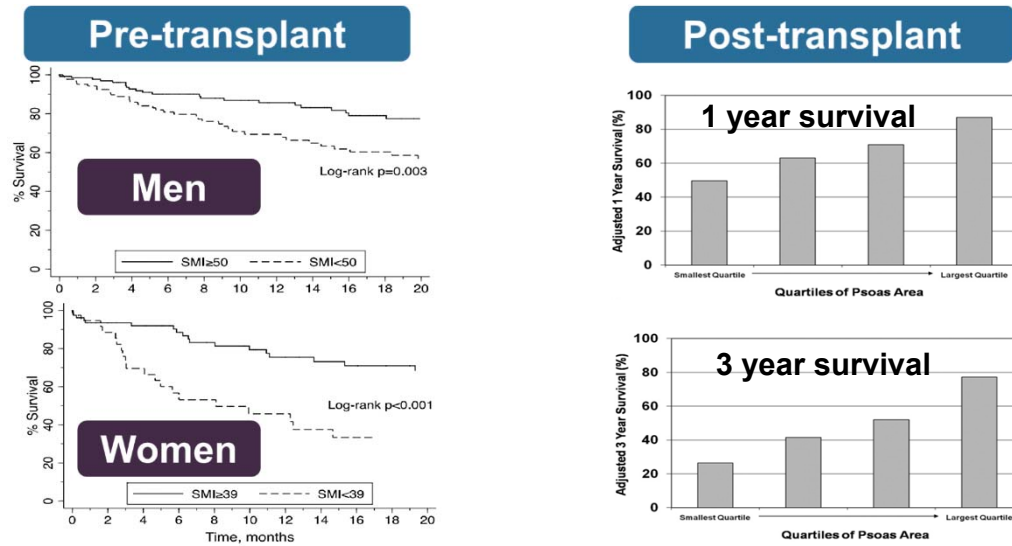 Pre-transplant
100
80
60
40
20
0
% Survival
Log-rank p=0.003
Men
SMI≥50 SMI<50
0 2 4 6 8 10 12 14 16 18 20
100
80
60
40
20
0
% Survival
Log-rank p<0.001
Women
SMI≥39 SMI<39
0 2 4 6 8 10 12 14 16 18 20
Time, months
Post-transplant
1 year survival
Adjusted 1 Year Survival (%)
100
80
60
40
20
0
Smallest Quartile Largest Quartile
Quartiles of Psoas Area
3 year survival
Adjusted 3 Year Survival (%)
100
80
60
40
20
0
Smallest Quartile Largest Quartile
Quartiles of Psoas Area